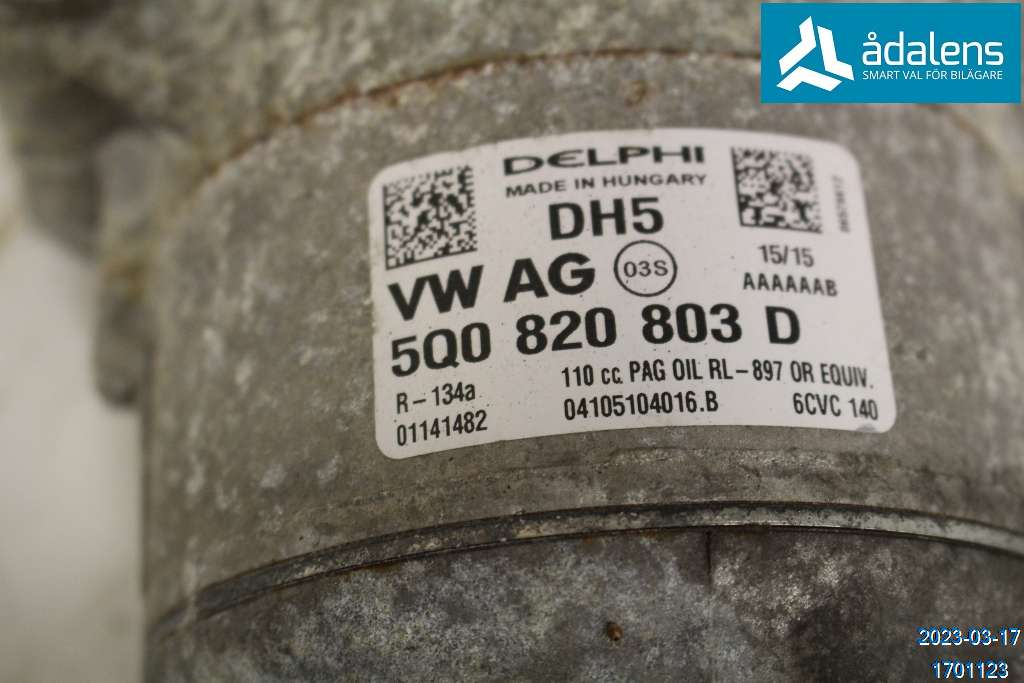 ådalens
SMART VAL FÖR BILÄGARE
DELPHI
MADE IN HUNGARY
DH5
VW AG 03S
15/15
AAAAAAB
5Q0 820 803 D
R-134a
110 cc. PAG OIL RL-897 OR EQUIV.
01141482
04105104016.B
6CVC 140
2023-03-17
1701123